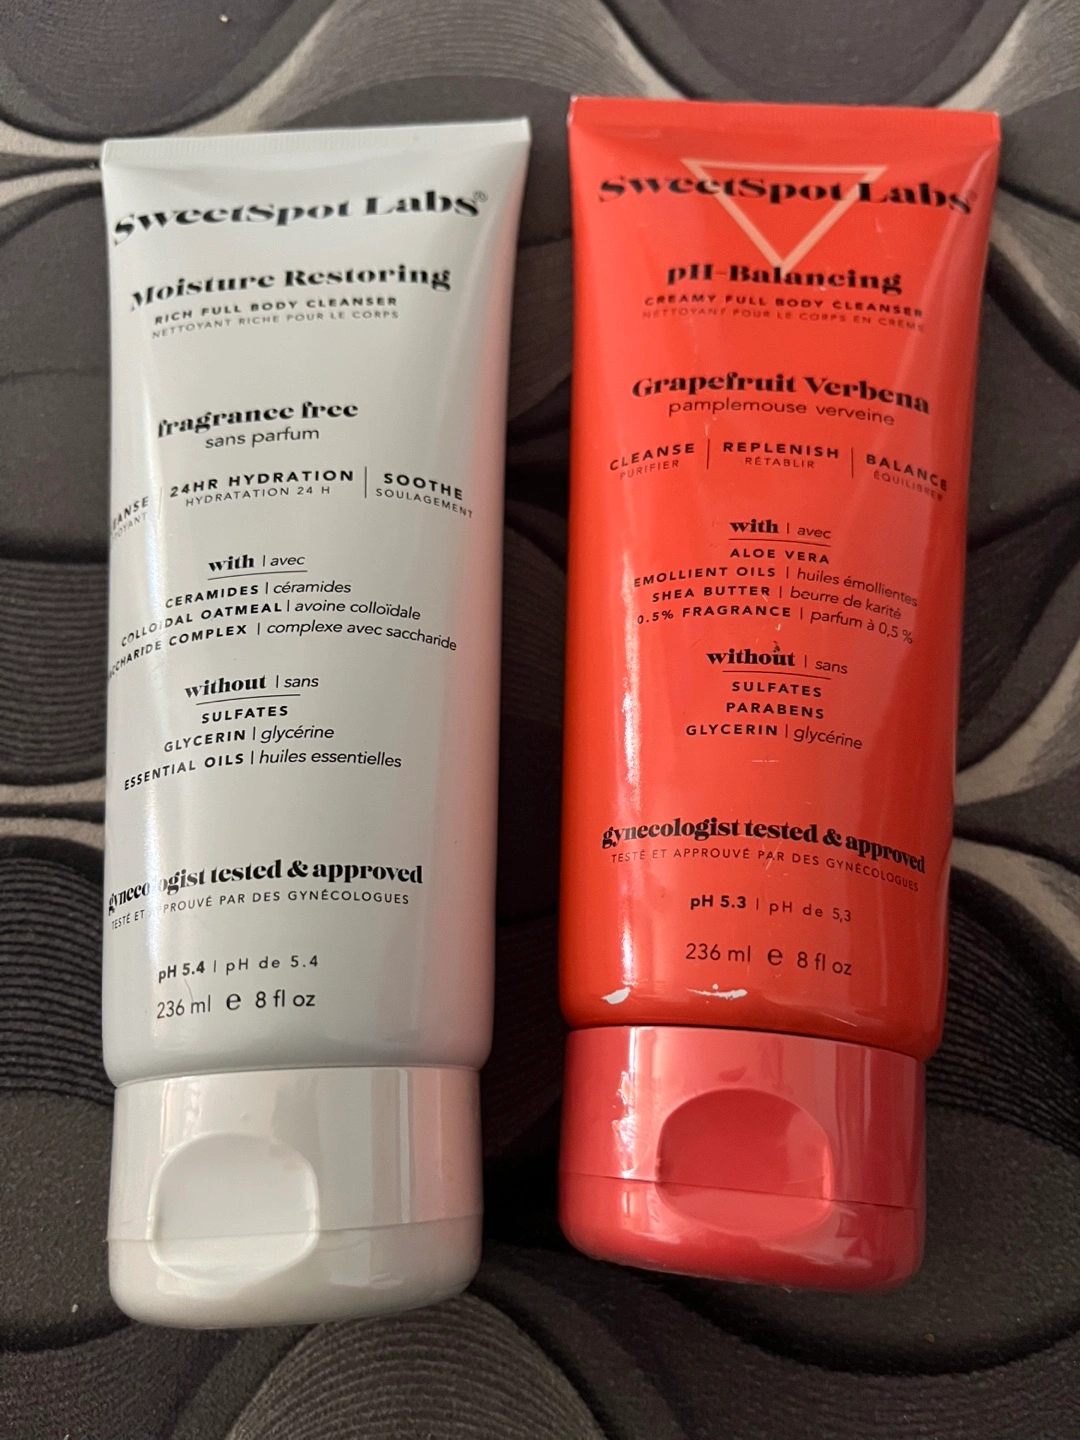 SweetSpot Labs®
Moisture Restoring
RICH FULL BODY CLEANSER
NETTOYANT RICHE POUR LE CORPS
fragrance free
sans parfum
24HR HYDRATION | SOOTHE
HYDRATATION 24 H | SOULAGEMENT
with | avec
CERAMIDES | céramides
COLLOIDAL OATMEAL | avoine colloïdale
COMPLEX | complexe avec saccharide
without | sans
SULFATES
GLYCERIN | glycérine
ESSENTIAL OILS | huiles essentielles
gynecologist tested & approved
TESTÉ ET APPROUVÉ PAR DES GYNÉCOLOGUES
pH 5.4 | pH de 5.4
236 ml e 8 fl oz
SweetSpot Labs®
pH-Balancing
CREAMY FULL BODY CLEANSER
NETTOYANT POUR LE CORPS EN CRÈME
Grapefruit Verbena
pamplemouse verveine
CLEANSE | REPLENISH | BALANCE
PURIFIER | RÉTABLIR | ÉQUILIBRER
with | avec
ALOE VERA
EMOLLIENT OILS | huiles émollientes
SHEA BUTTER | beurre de karité
0.5% FRAGRANCE | parfum à 0,5 %
without | sans
SULFATES
PARABENS
GLYCERIN | glycérine
gynecologist tested & approved
TESTÉ ET APPROUVÉ PAR DES GYNÉCOLOGUES
pH 5.3 | pH de 5,3
236 ml e 8 fl oz